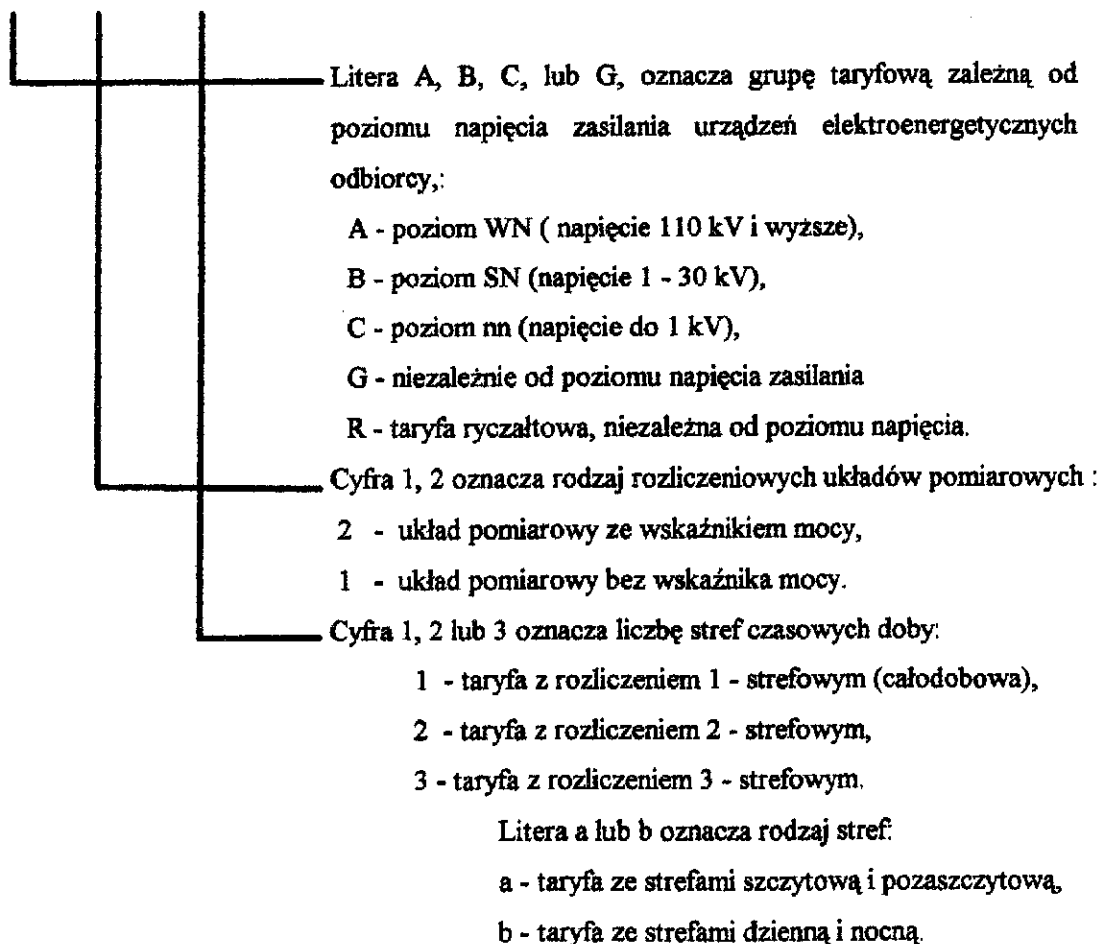 Litera A, B, C, lub G, oznacza grupę taryfową zależną od
poziomu napięcia zasilania urządzeń elektroenergetycznych
odbiorcy,:
A - poziom WN ( napięcie 110 kV i wyższe),
B - poziom SN (napięcie 1 - 30 kV),
C - poziom nn (napięcie do 1 kV),
G - niezależnie od poziomu napięcia zasilania
R - taryfa ryczałtowa, niezależna od poziomu napięcia.
Cyfra 1, 2 oznacza rodzaj rozliczeniowych układów pomiarowych :
2 - układ pomiarowy ze wskaźnikiem mocy,
1 - układ pomiarowy bez wskaźnika mocy.
Cyfra 1, 2 lub 3 oznacza liczbę stref czasowych doby:
1 - taryfa z rozliczeniem 1 - strefowym (całodobowa),
2 - taryfa z rozliczeniem 2 - strefowym,
3 - taryfa z rozliczeniem 3 - strefowym.
Litera a lub b oznacza rodzaj stref:
a - taryfa ze strefami szczytową i pozaszczytową,
b - taryfa ze strefami dzienną i nocną.